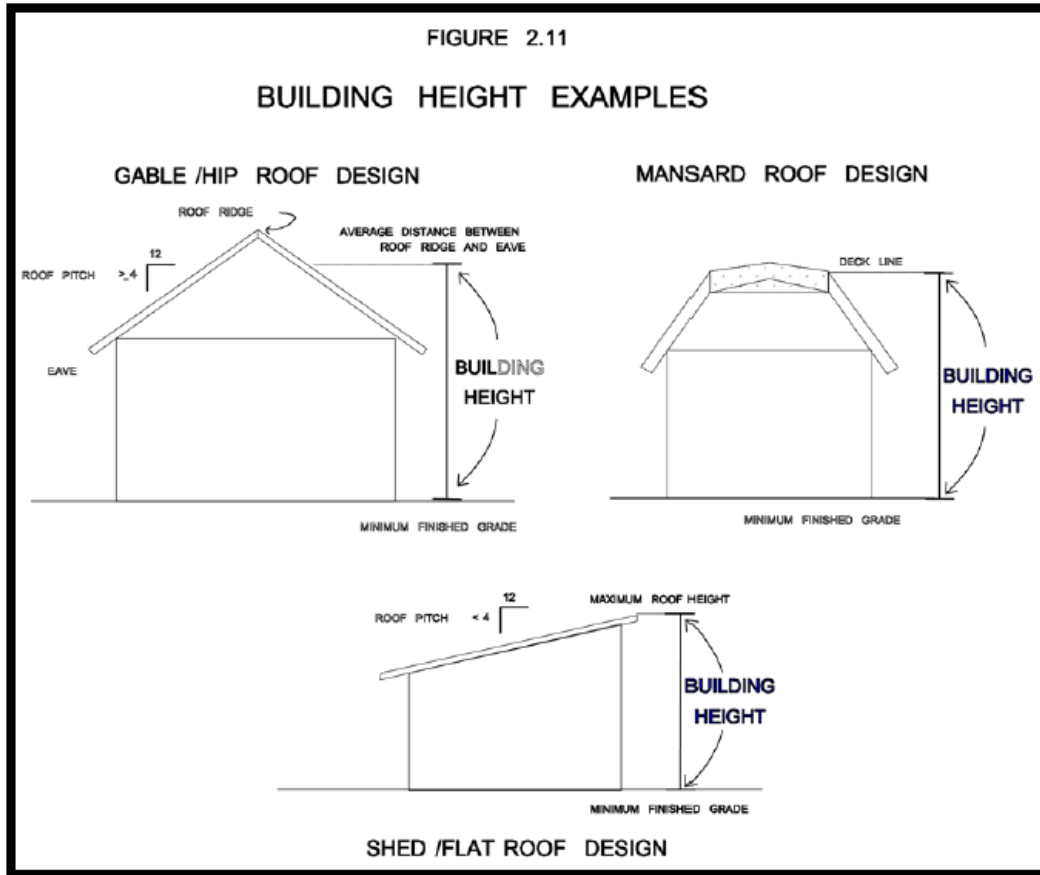 FIGURE 2.11
BUILDING HEIGHT EXAMPLES
GABLE /HIP ROOF DESIGN
ROOF RIDGE
AVERAGE DISTANCE BETWEEN
ROOF RIDGE AND EAVE
12
ROOF PITCH ≥4
EAVE
BUILDING
HEIGHT
MINIMUM FINISHED GRADE
MANSARD ROOF DESIGN
DECK LINE
BUILDING
HEIGHT
MINIMUM FINISHED GRADE
12
ROOF PITCH < 4
MAXIMUM ROOF HEIGHT
BUILDING
HEIGHT
MINIMUM FINISHED GRADE
SHED /FLAT ROOF DESIGN